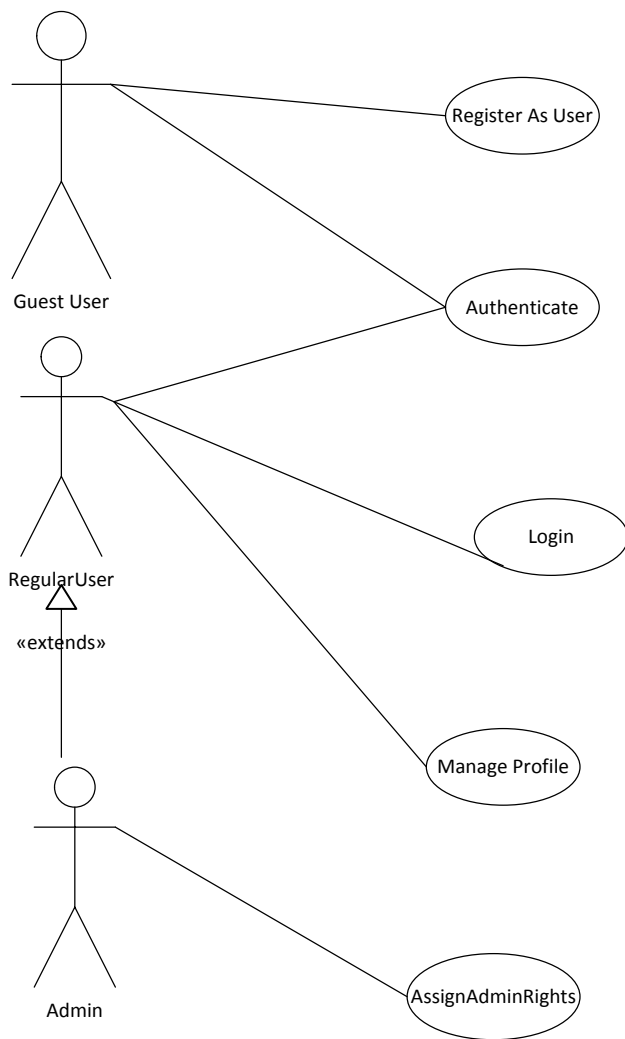 Register As User
Guest User
Authenticate
Login
RegularUser
«extends»
Manage Profile
AssignAdminRights
Admin